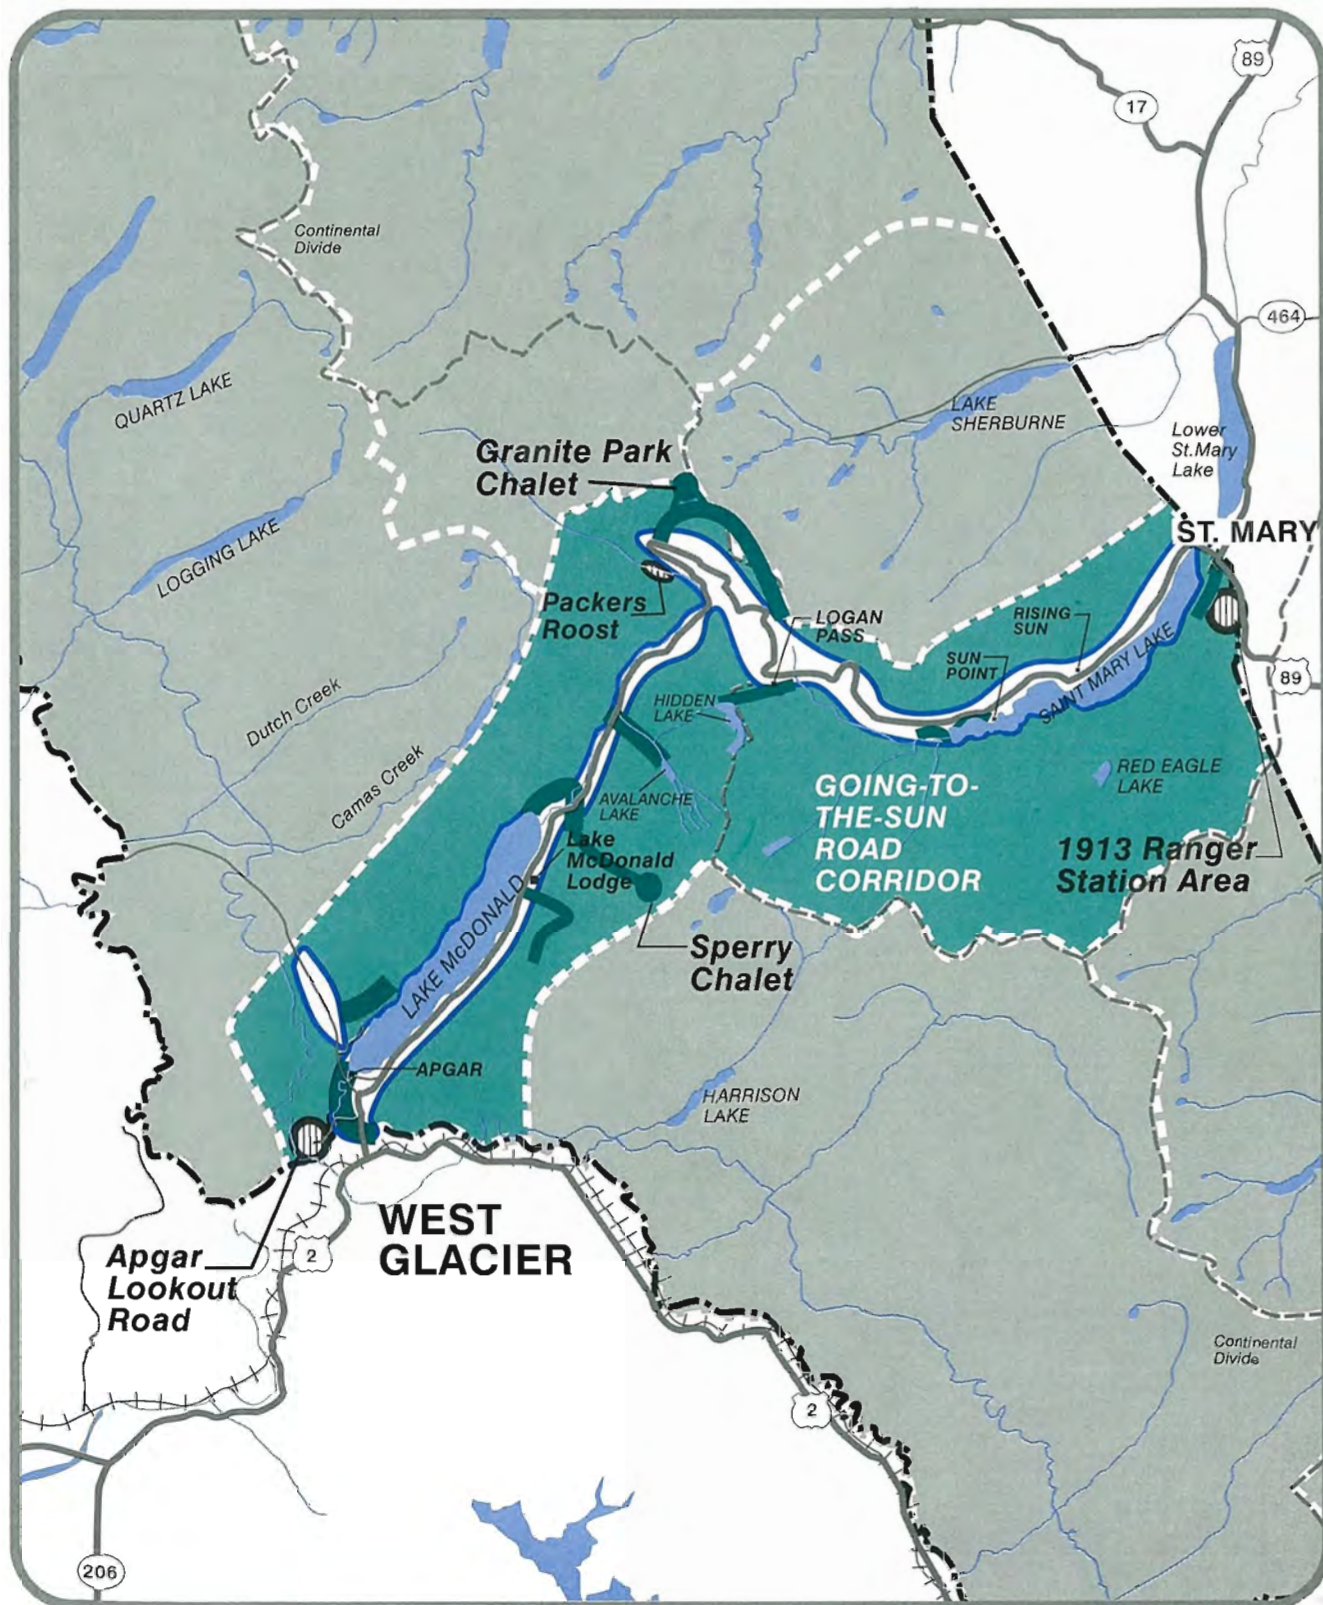 89
17
Continental
Divide
464
QUARTZ LAKE
LAKE
SHERBURNE
Lower
St.Mary
Lake
Granite Park
Chalet
LOGGING LAKE
ST. MARY
Packers
Roost
LOGAN
PASS
RISING
SUN
SUN
POINT
SAINT MARY LAKE
89
HIDDEN
LAKE
Dutch Creek
Camas Creek
AVALANCHE
LAKE
RED EAGLE
LAKE
GOING-TO-
THE-SUN
ROAD
CORRIDOR
Lake
McDonald
Lodge
1913 Ranger
Station Area
LAKE McDONALD
Sperry
Chalet
APGAR
HARRISON
LAKE
WEST
GLACIER
2
Apgar
Lookout
Road
Continental
Divide
2
206